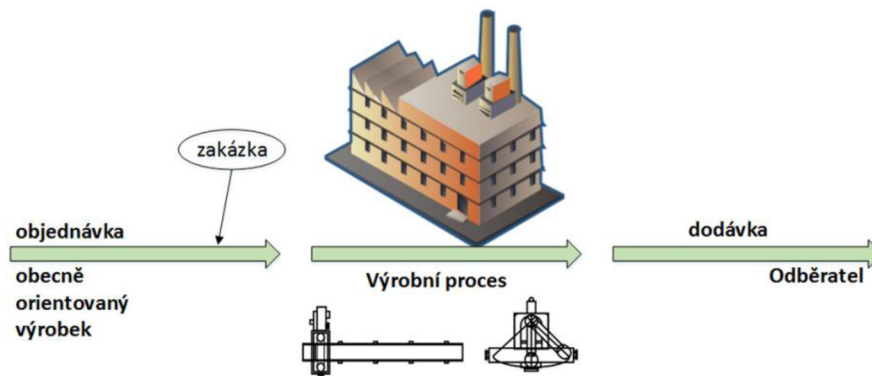 zakázka
objednávka
obecně
orientovaný
výrobek
Výrobní proces
dodávka
Odběratel